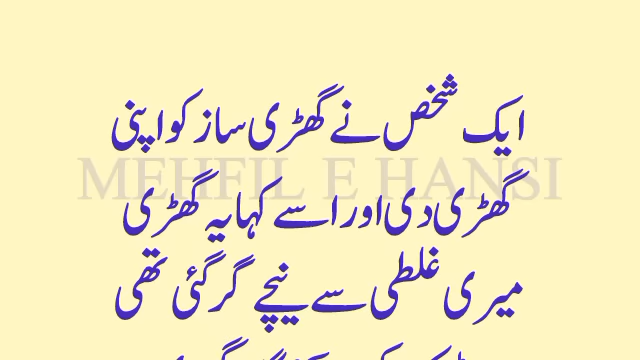 ایک شخص نے گھڑی ساز کو اپنی
MEHFIL E HANSI
گھڑی دی اور اسے کہا یہ گھڑی
میری غلطی سے نیچے گر گئی تھی